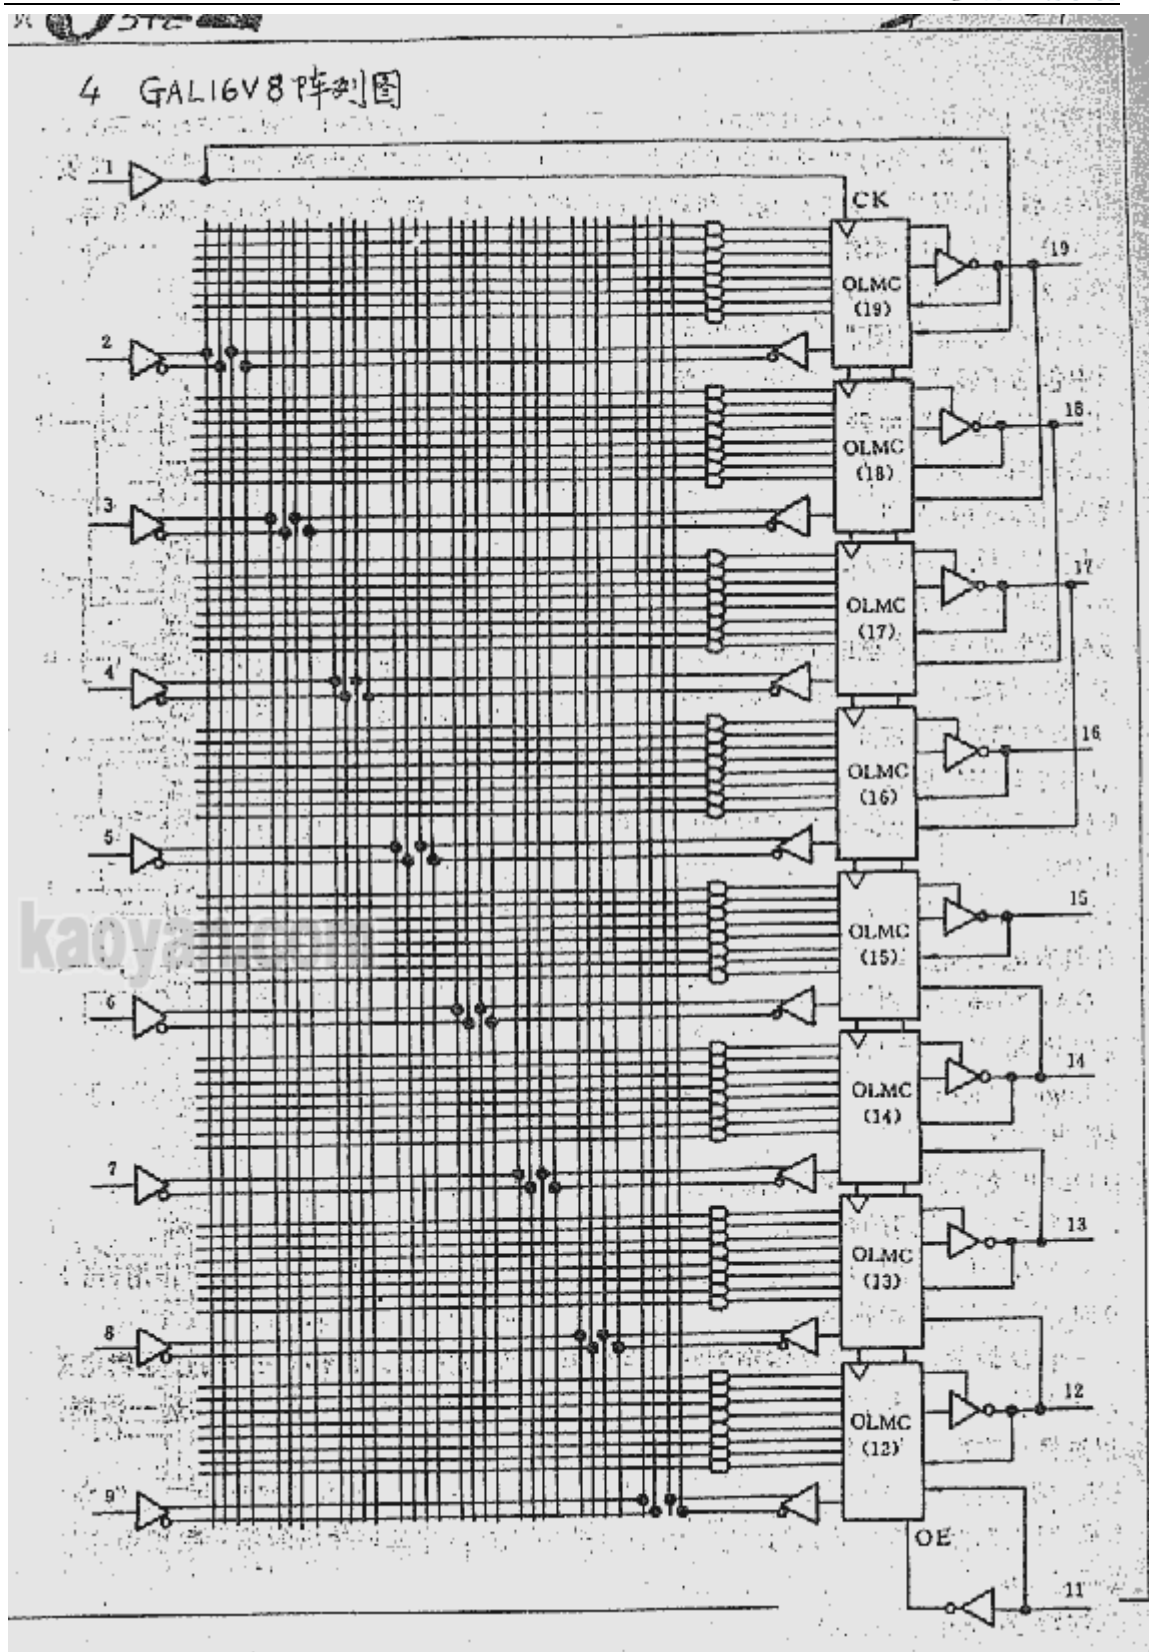 4 GAL16V8阵列图
1
CK
19
OLMC
(19)
2
18
OLMC
(18)
3
17
OLMC
(17)
4
16
OLMC
(16)
5
15
OLMC
(15)
kaoyan.com
6
14
OLMC
(14)
7
13
OLMC
(13)
8
12
OLMC
(12)
9
OE
11